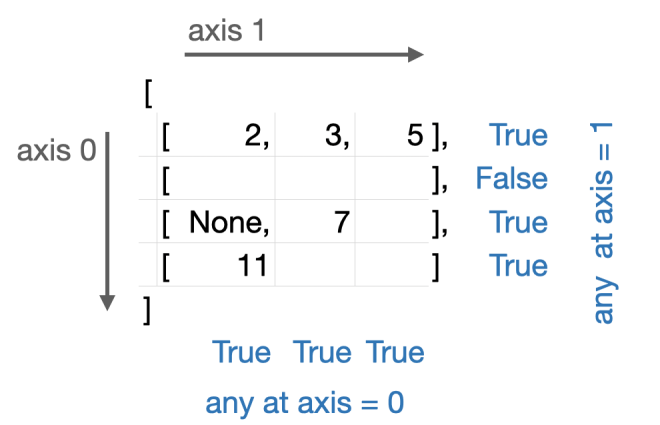 axis 1
[
axis 0
[ 2, 3, 5 ], True
[ ], False
[ None, 7 ], True
[ 11 ] True
]
any at axis = 1
True True True
any at axis = 0